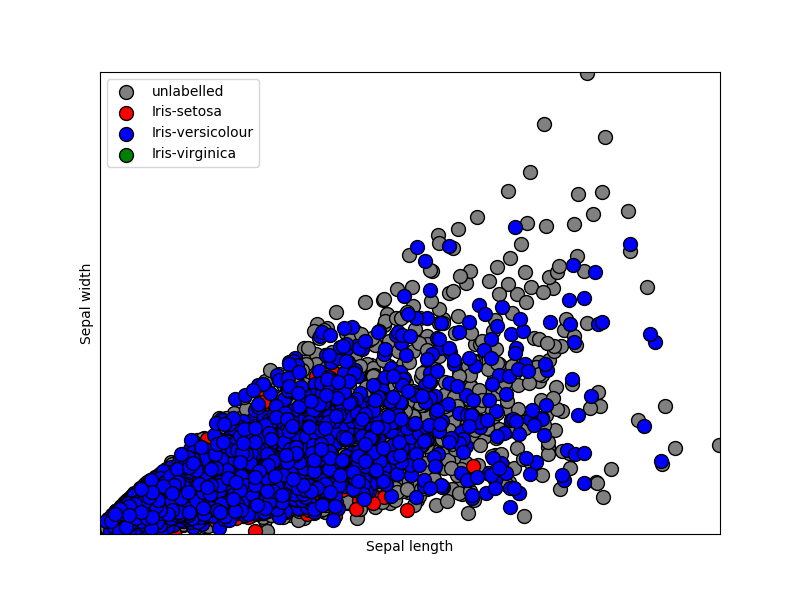 unlabelled
Iris-setosa
Iris-versicolour
Iris-virginica
Sepal width
Sepal length